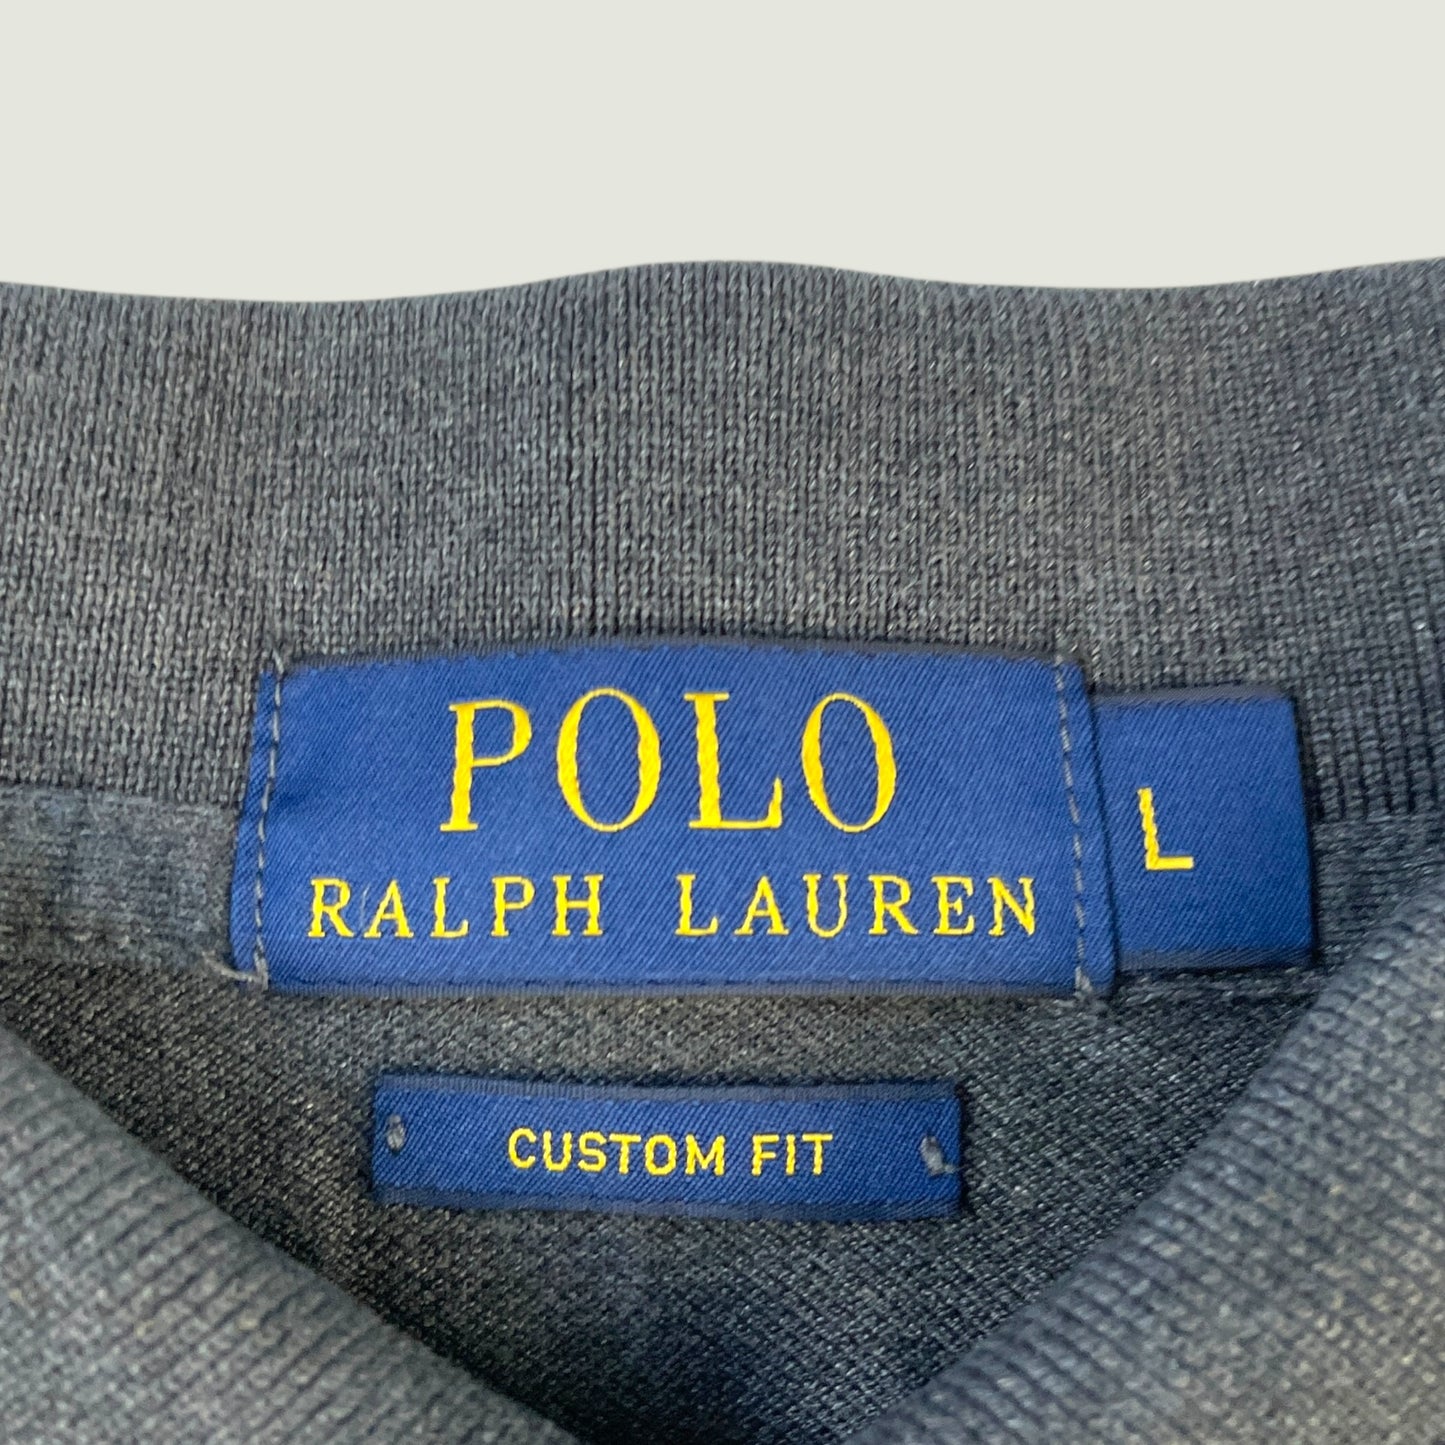 POLO
RALPH LAUREN
L
CUSTOM FIT